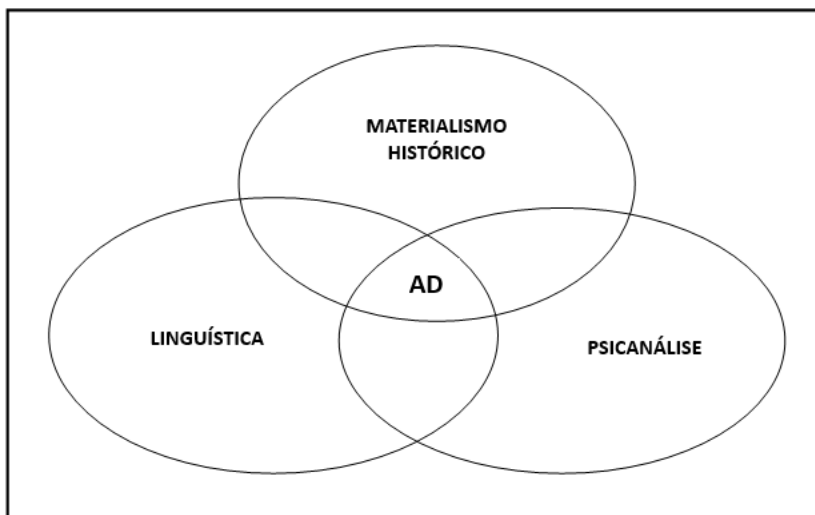 MATERIALISMO
HISTÓRICO
AD
LINGUÍSTICA
PSICANÁLISE